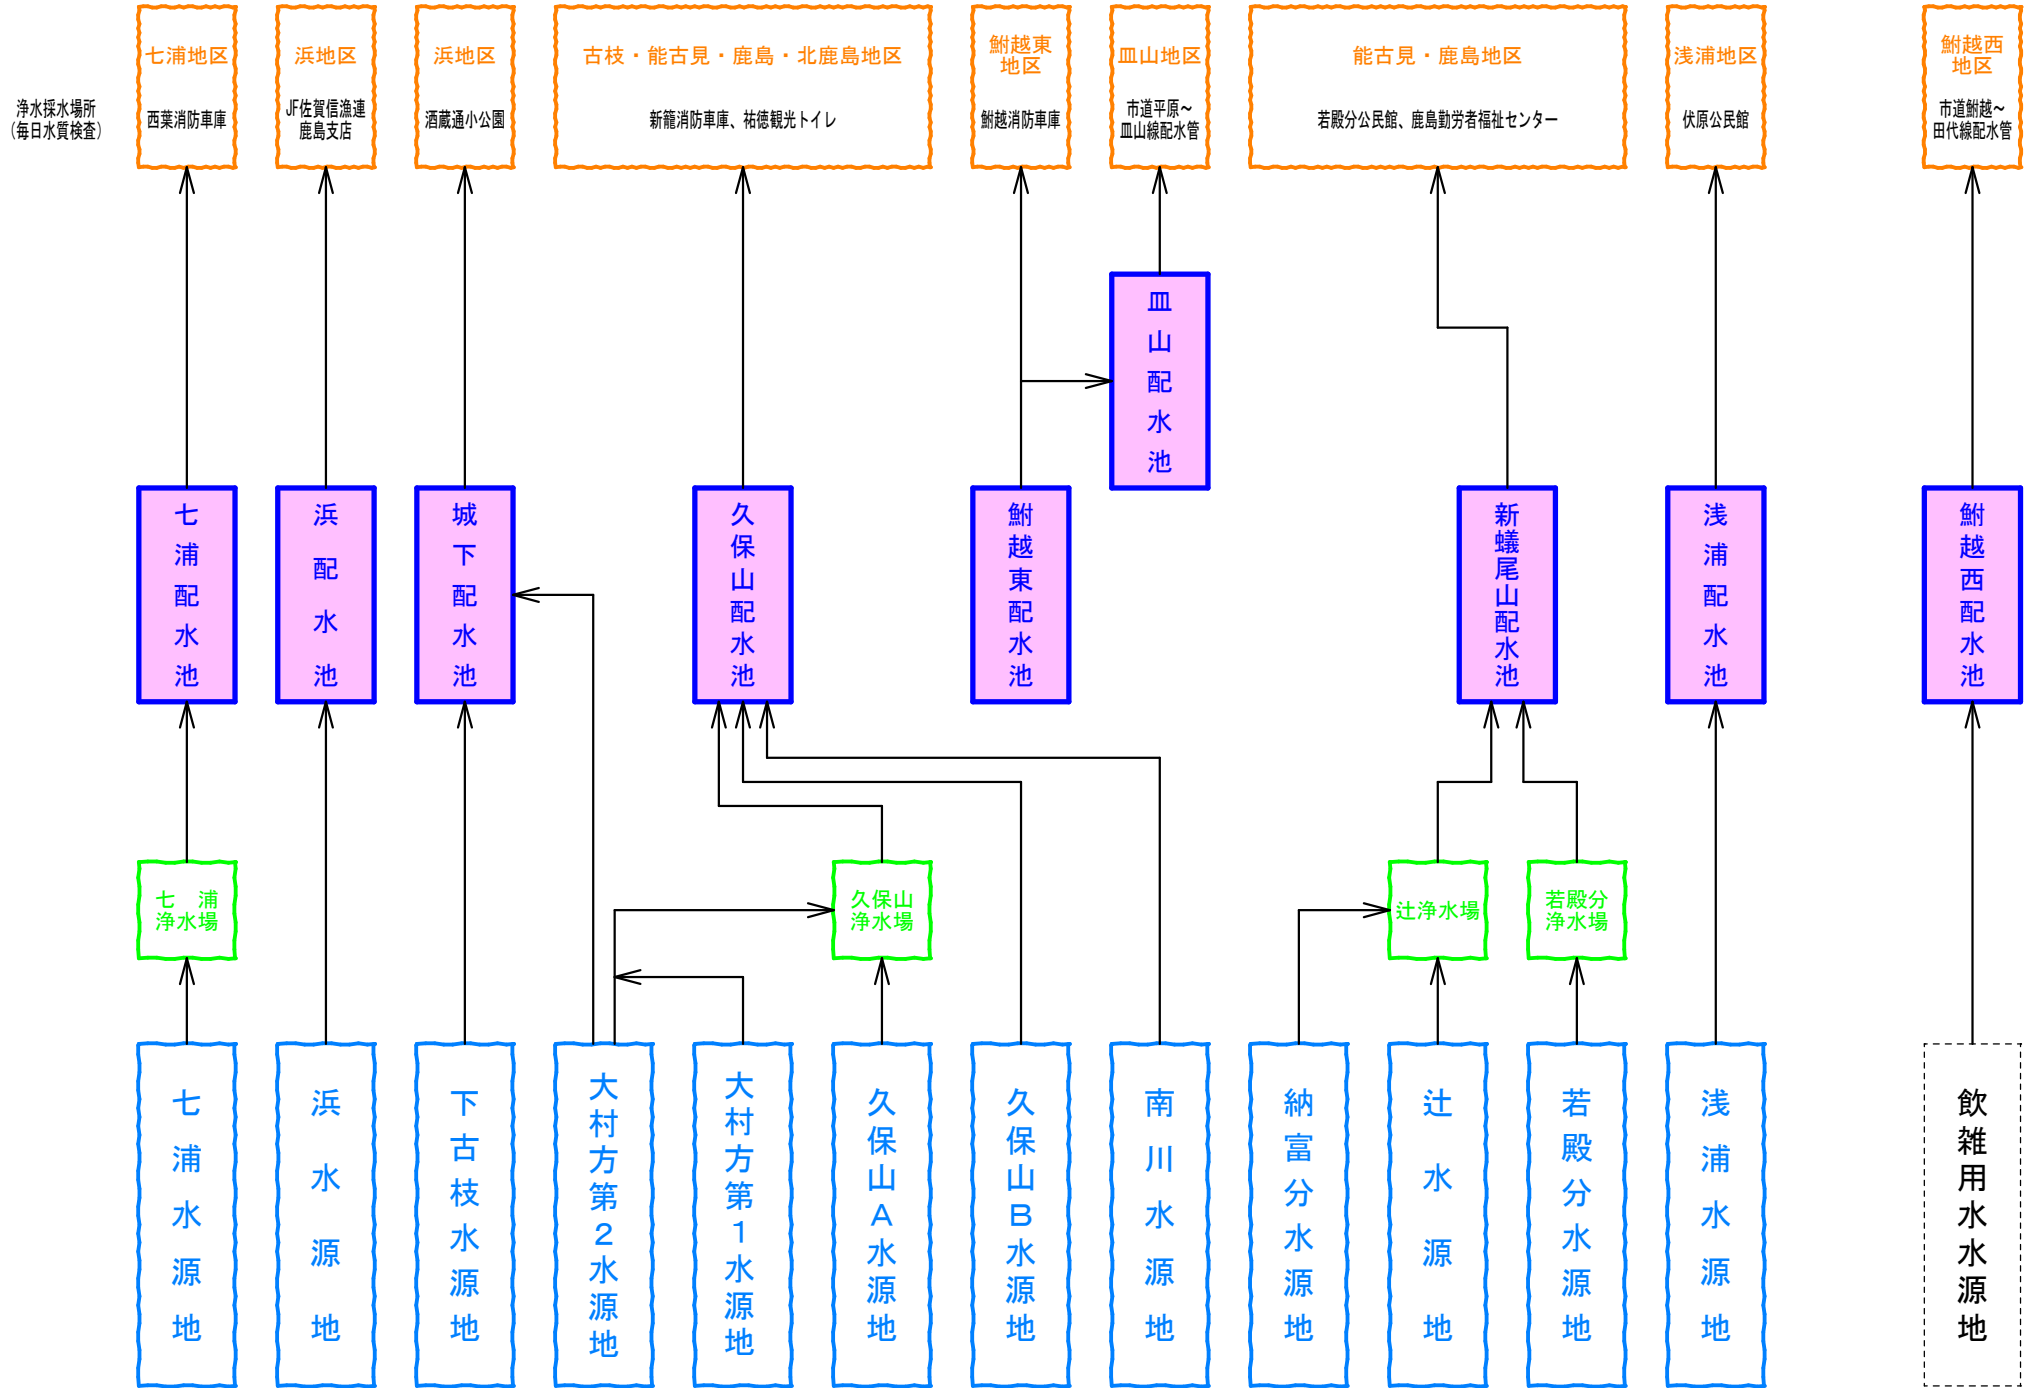 浄水採水場所
（毎日水質検査）
七浦地区
西葉消防車庫
浜地区
JF佐賀信漁連
鹿島支店
浜地区
酒蔵通小公園
古枝・能古見・鹿島・北鹿島地区
新籠消防車庫、祐徳観光トイレ
鮒越東
地区
鮒越消防車庫
皿山地区
市道平原～
皿山線配水管
能古見・鹿島地区
若殿分公民館、鹿島勤労者福祉センター
浅浦地区
伏原公民館
鮒越西
地区
市道鮒越～
田代線配水管
皿山配水池
七浦配水池
浜配水池
城下配水池
久保山配水池
鮒越東配水池
新蟻尾山配水池
浅浦配水池
鮒越西配水池
七　浦
浄水場
久保山
浄水場
辻浄水場
若殿分
浄水場
七浦水源地
浜水源地
下古枝水源地
大村方第２水源地
大村方第１水源地
久保山Ａ水源地
久保山Ｂ水源地
南川水源地
納富分水源地
辻水源地
若殿分水源地
浅浦水源地
飲雑用水水源地